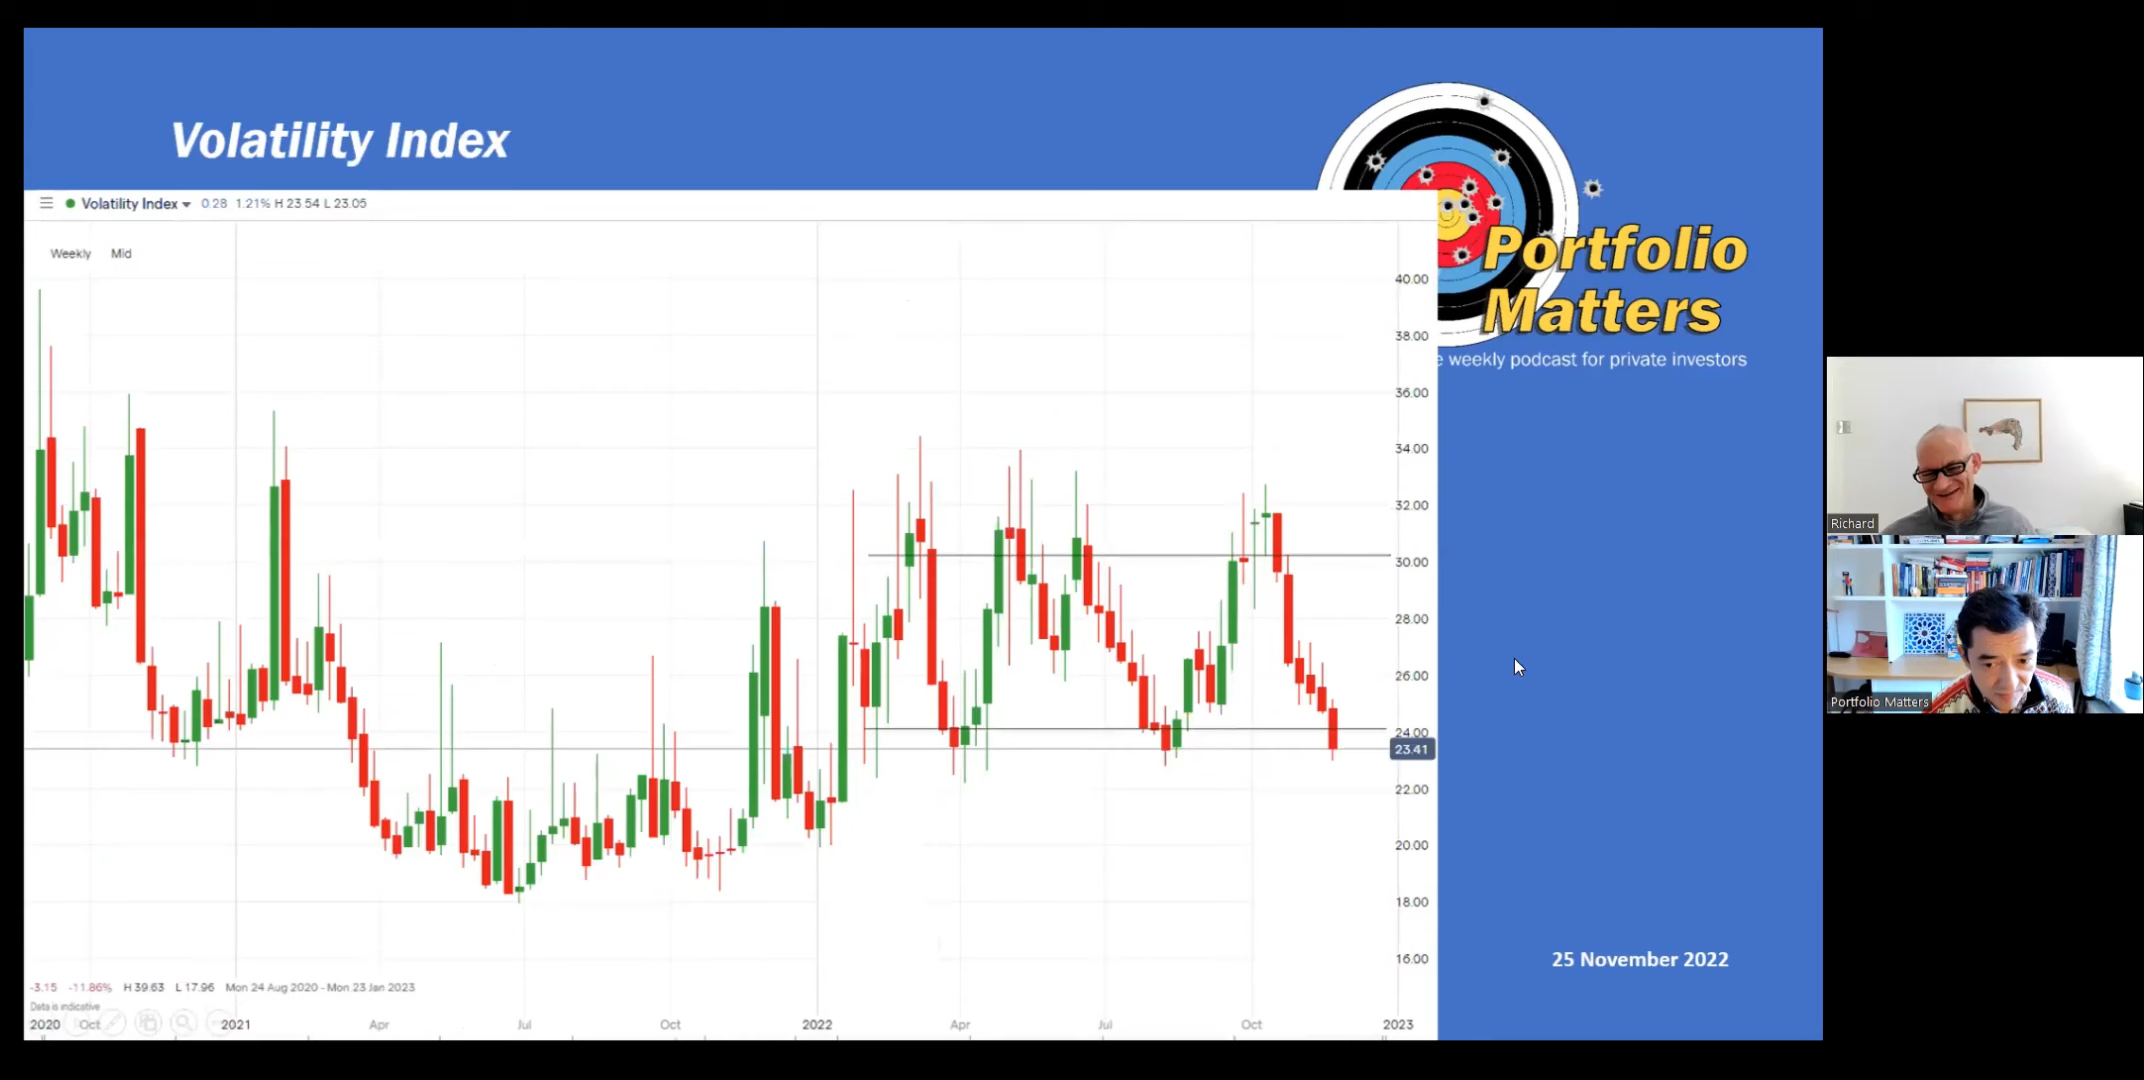 Volatility Index
Volatility Index 0.28 1.21% H 23.54 L 23.05
Weekly Mid
Portfolio
Matters
e weekly podcast for private investors
40.00
38.00
36.00
34.00
32.00
30.00
28.00
26.00
24.00
23.41
22.00
20.00
18.00
16.00
Richard
Portfolio Matters
25 November 2022
-3.15 -11.86% H 39.63 L 17.96 Mon 24 Aug 2020 - Mon 23 Jan 2023
Data is indicative
2020 Oct 2021 Apr Jul Oct 2022 Apr Jul Oct 2023